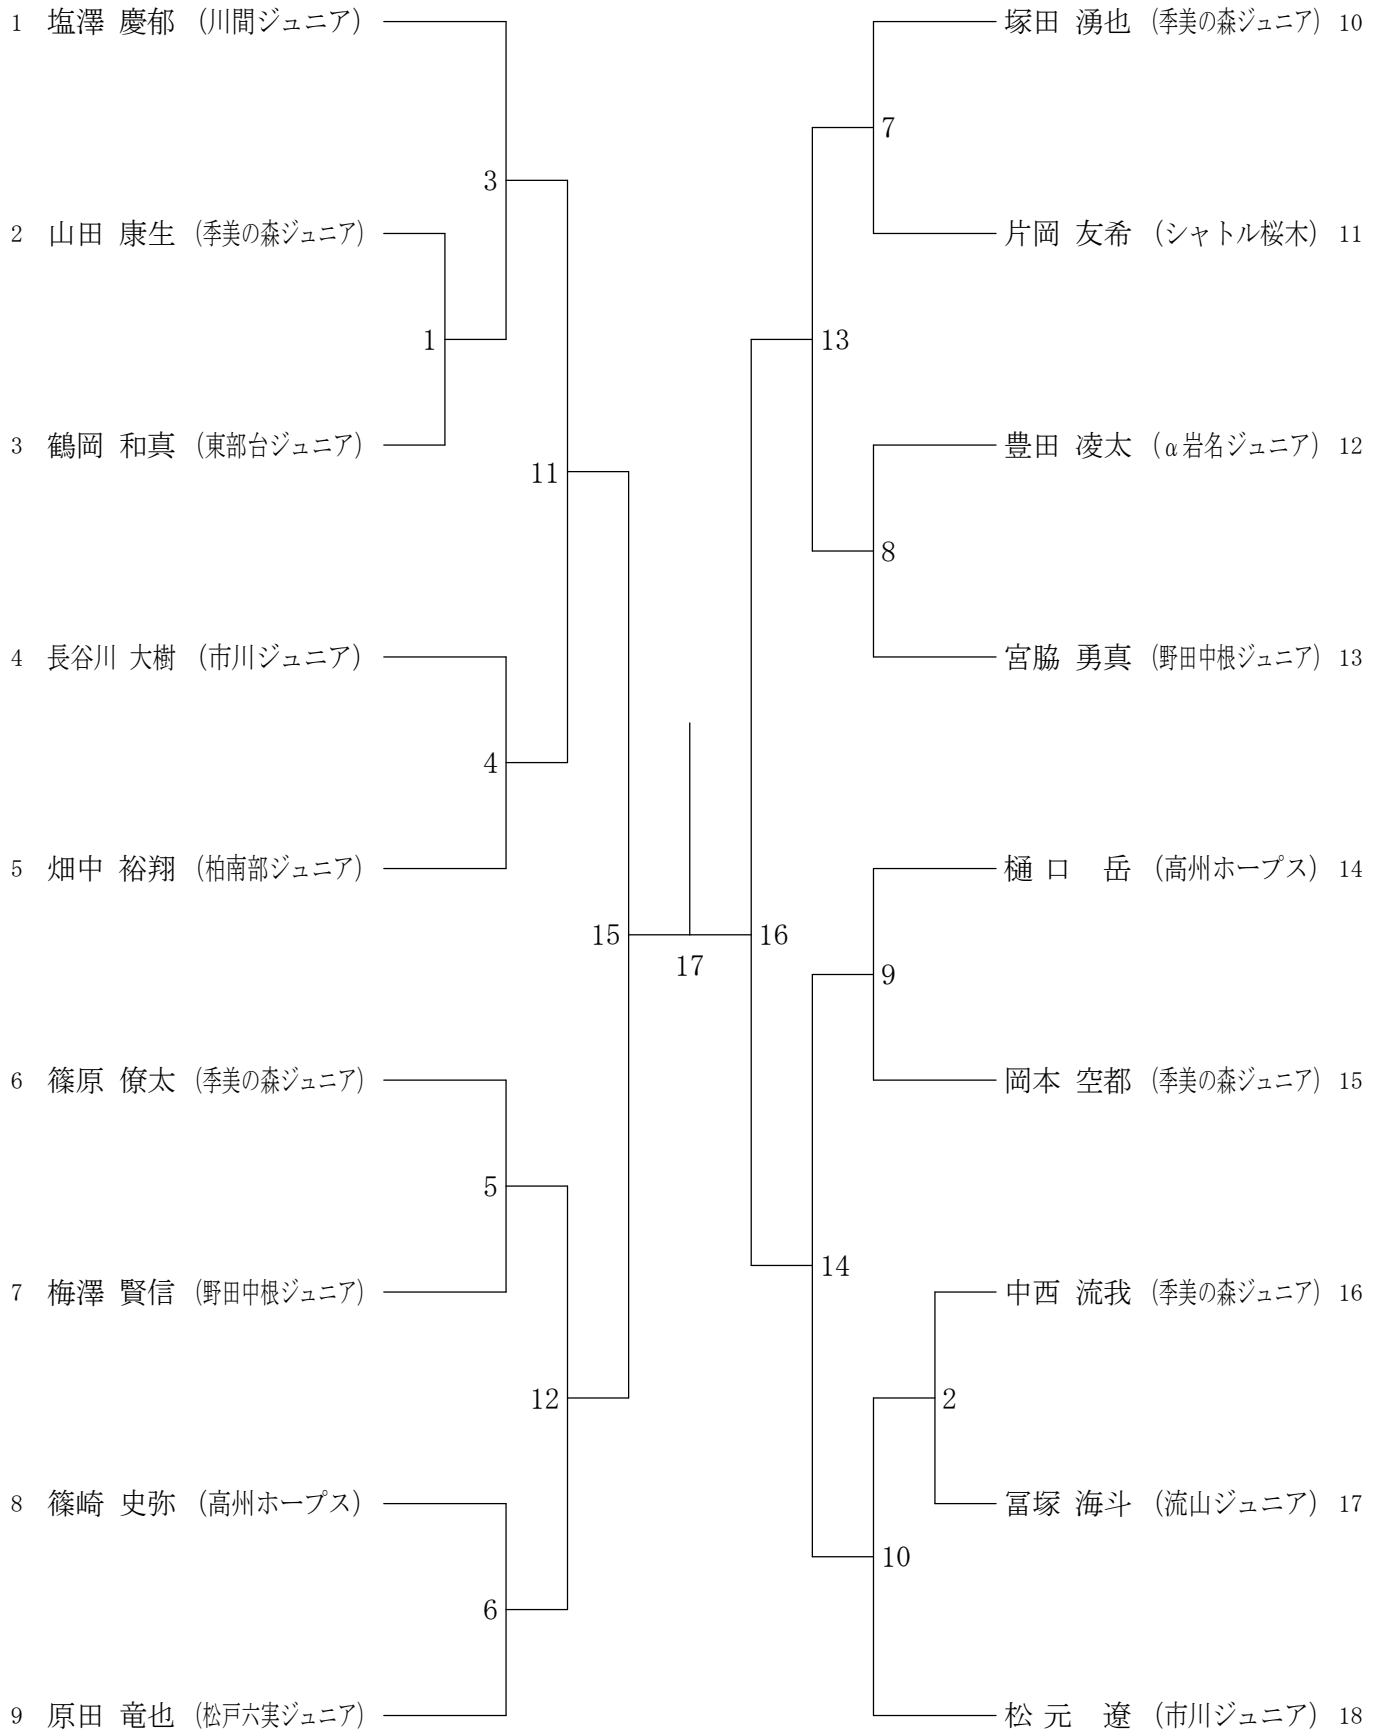 1 塩澤 慶郁 (川間ジュニア)
2 山田 康生 (季美の森ジュニア)
3 鶴岡 和真 (東部台ジュニア)
4 長谷川 大樹 (市川ジュニア)
5 畑中 裕翔 (柏南部ジュニア)
6 篠原 僚太 (季美の森ジュニア)
7 梅澤 賢信 (野田中根ジュニア)
8 篠崎 史弥 (高州ホープス)
9 原田 竜也 (松戸六実ジュニア)
3
1
11
4
15
5
12
6
17
16
13
14
7
8
9
2
10
塚田 湧也 (季美の森ジュニア) 10
片岡 友希 (シャトル桜木) 11
豊田 凌太 (α岩名ジュニア) 12
宮脇 勇真 (野田中根ジュニア) 13
樋口 岳 (高州ホープス) 14
岡本 空都 (季美の森ジュニア) 15
中西 流我 (季美の森ジュニア) 16
冨塚 海斗 (流山ジュニア) 17
松元 遼 (市川ジュニア) 18